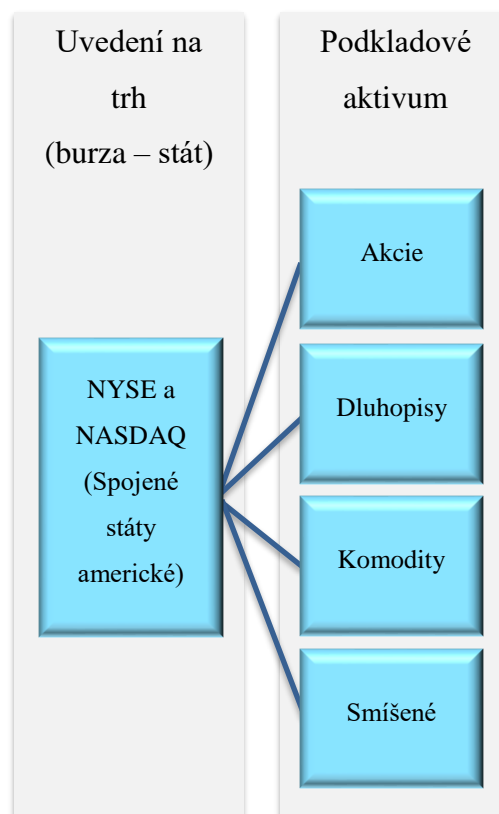 Uvedení na
trh
(burza – stát)
Podkladové
aktivum
NYSE a
NASDAQ
(Spojené
státy
americké)
Akcie
Dluhopisy
Komodity
Smíšené